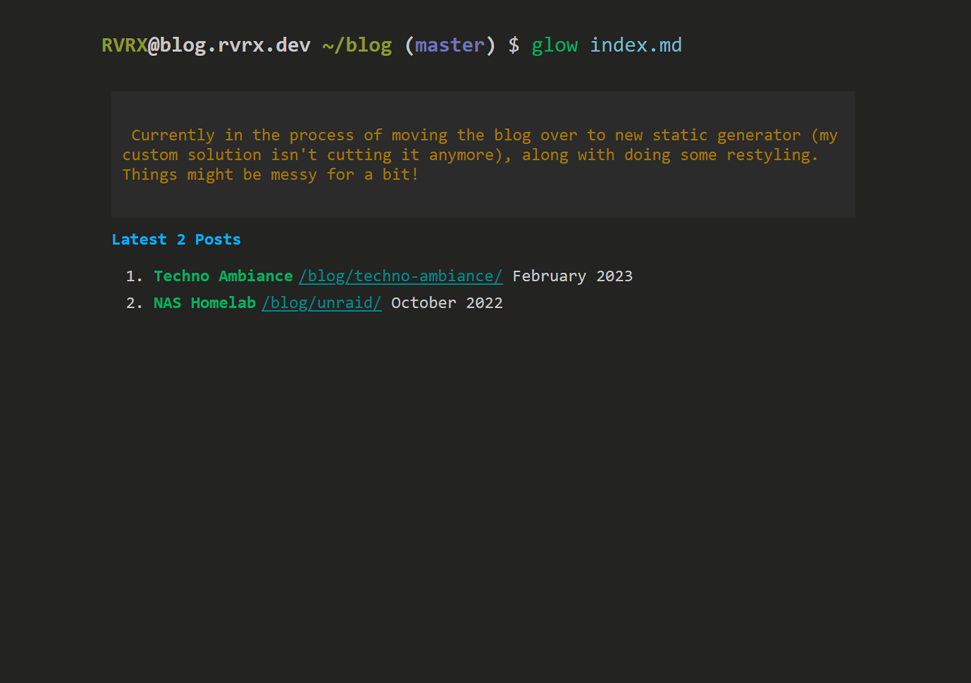 RVRX@blog.rvrx.dev ~/blog (master) $ glow index.md
Currently in the process of moving the blog over to new static generator (my
custom solution isn't cutting it anymore), along with doing some restyling.
Things might be messy for a bit!
Latest 2 Posts
1. Techno Ambiance /blog/techno-ambiance/ February 2023
2. NAS Homelab /blog/unraid/ October 2022